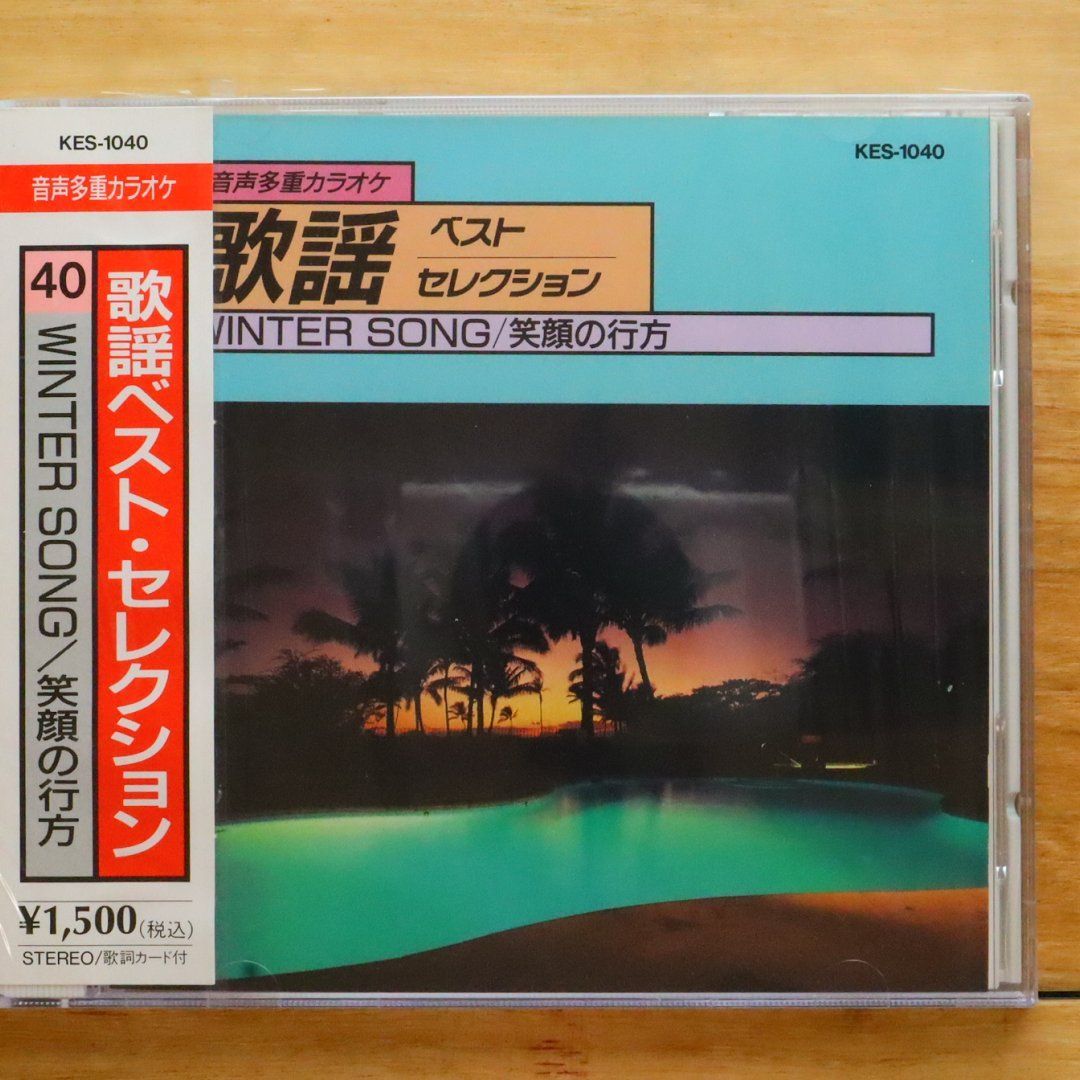 KES-1040
音声多重カラオケ
40
WINTER SONG/笑顔の行方
歌謡ベスト・セレクション
¥1,500(税込)
STEREO/歌詞カード付
KES-1040
音声多重カラオケ
歌謡
ベスト
セレクション
WINTER SONG/笑顔の行方